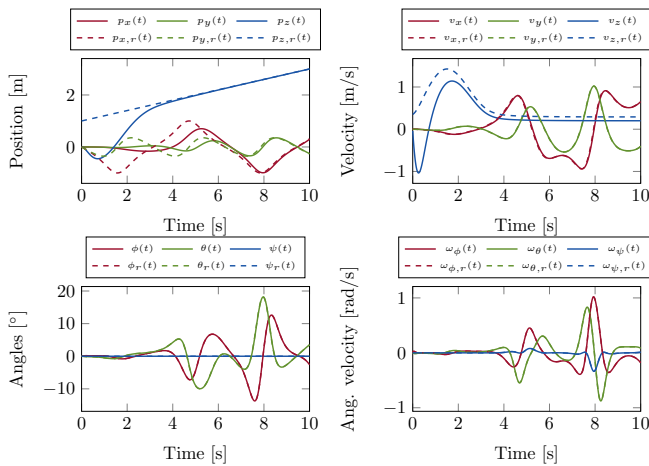 p_x(t) p_y(t) p_z(t)
p_{x,r}(t) p_{y,r}(t) p_{z,r}(t)
Position [m]
2
0
0 2 4 6 8 10
Time [s]
v_x(t) v_y(t) v_z(t)
v_{x,r}(t) v_{y,r}(t) v_{z,r}(t)
Velocity [m/s]
1
0
−1
0 2 4 6 8 10
Time [s]
ϕ(t) θ(t) ψ(t)
ϕ_r(t) θ_r(t) ψ_r(t)
Angles [°]
20
10
0
−10
0 2 4 6 8 10
Time [s]
ω_ϕ(t) ω_θ(t) ω_ψ(t)
ω_{ϕ,r}(t) ω_{θ,r}(t) ω_{ψ,r}(t)
Ang. velocity [rad/s]
1
0
−1
0 2 4 6 8 10
Time [s]